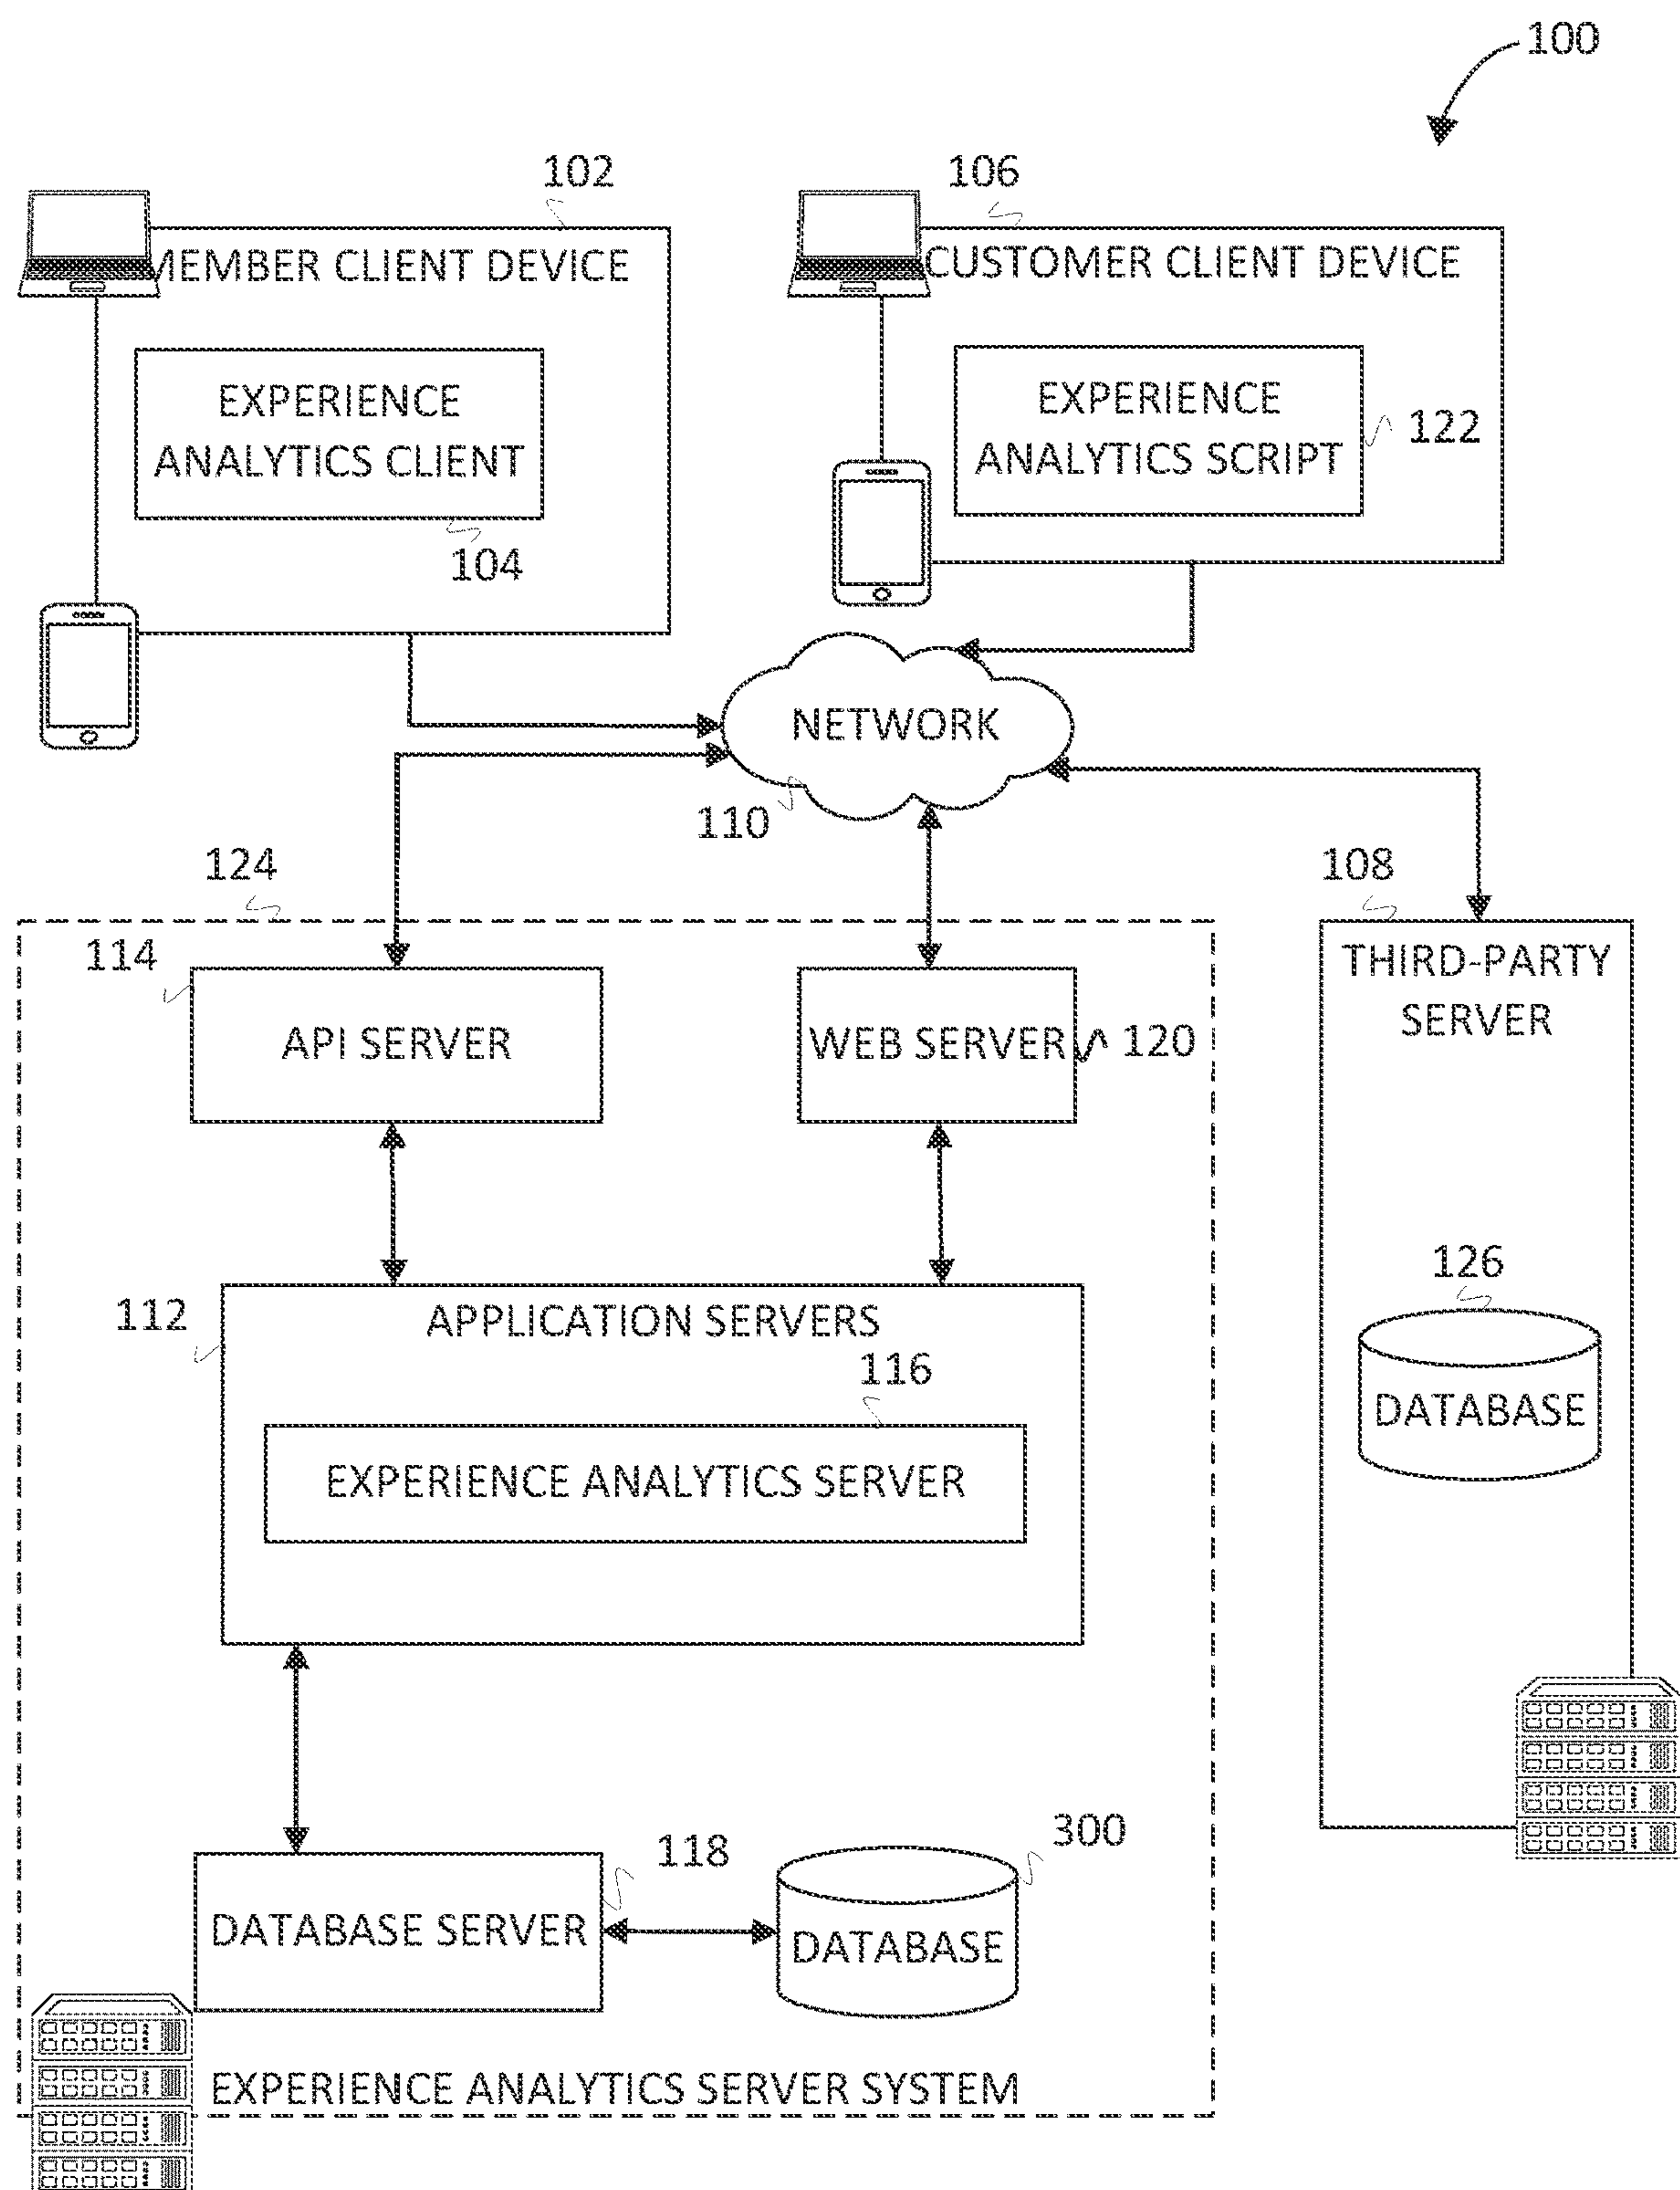 100
102
106
MEMBER CLIENT DEVICE
CUSTOMER CLIENT DEVICE
EXPERIENCE
ANALYTICS CLIENT
104
EXPERIENCE
ANALYTICS SCRIPT
122
NETWORK
110
124
108
114
API SERVER
WEB SERVER
120
THIRD-PARTY
SERVER
112
APPLICATION SERVERS
116
EXPERIENCE ANALYTICS SERVER
126
DATABASE
118
300
DATABASE SERVER
DATABASE
EXPERIENCE ANALYTICS SERVER SYSTEM